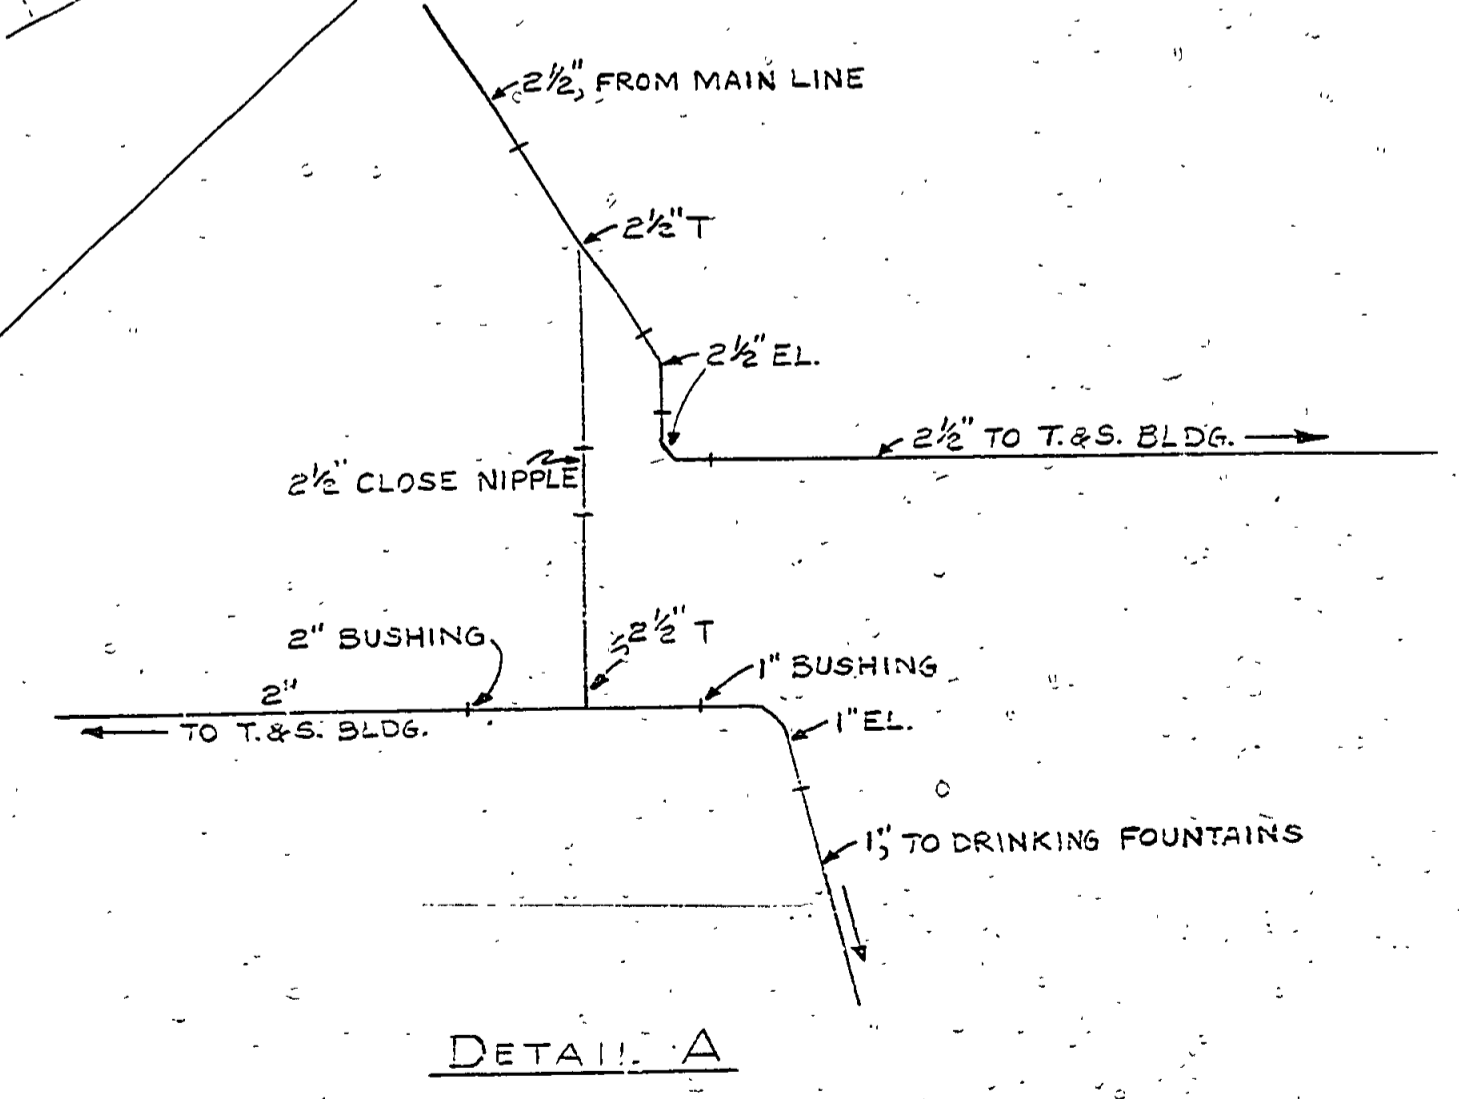 2½", FROM MAIN LINE
2½" T
2½" EL.
2½" TO T.&S. BLDG.
2½" CLOSE NIPPLE
2½" T
2" BUSHING
1" BUSHING
2"
TO T.&S. BLDG.
1" EL.
1", TO DRINKING FOUNTAINS
DETAIL A